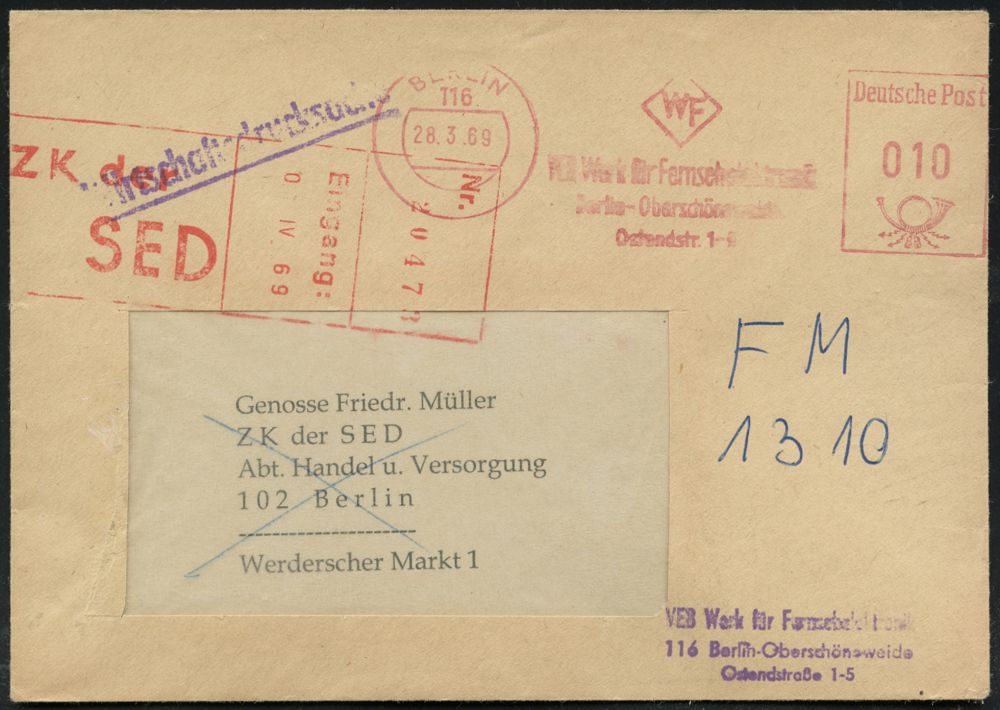 BERLIN
116
28.3.69
WF
VEB Werk für Fernsehelektronik
Berlin-Oberschöneweide
Ostendstr. 1-5
Deutsche Post
010
Wirtschaftsdrucksache
ZK der
SED
Eingang:
IV. 69
Nr.
20473
Genosse Friedr. Müller
ZK der SED
Abt. Handel u. Versorgung
102 Berlin
Werderscher Markt 1
FM
1310
VEB Werk für Fernsehelektronik
116 Berlin-Oberschöneweide
Ostendstraße 1-5